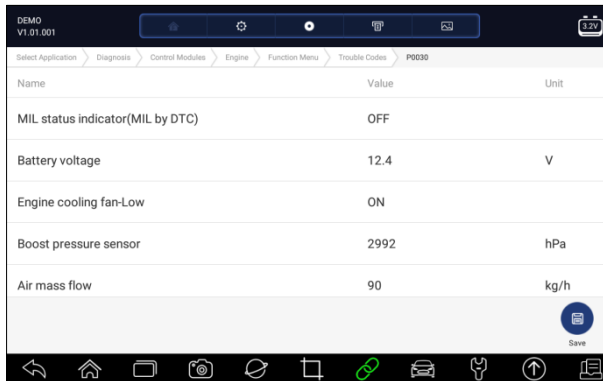 DEMO
V1.01.001
3.2V
Select Application Diagnosis Control Modules Engine Function Menu Trouble Codes P0030
Name Value Unit
MIL status indicator(MIL by DTC) OFF
Battery voltage 12.4 V
Engine cooling fan-Low ON
Boost pressure sensor 2992 hPa
Air mass flow 90 kg/h
Save